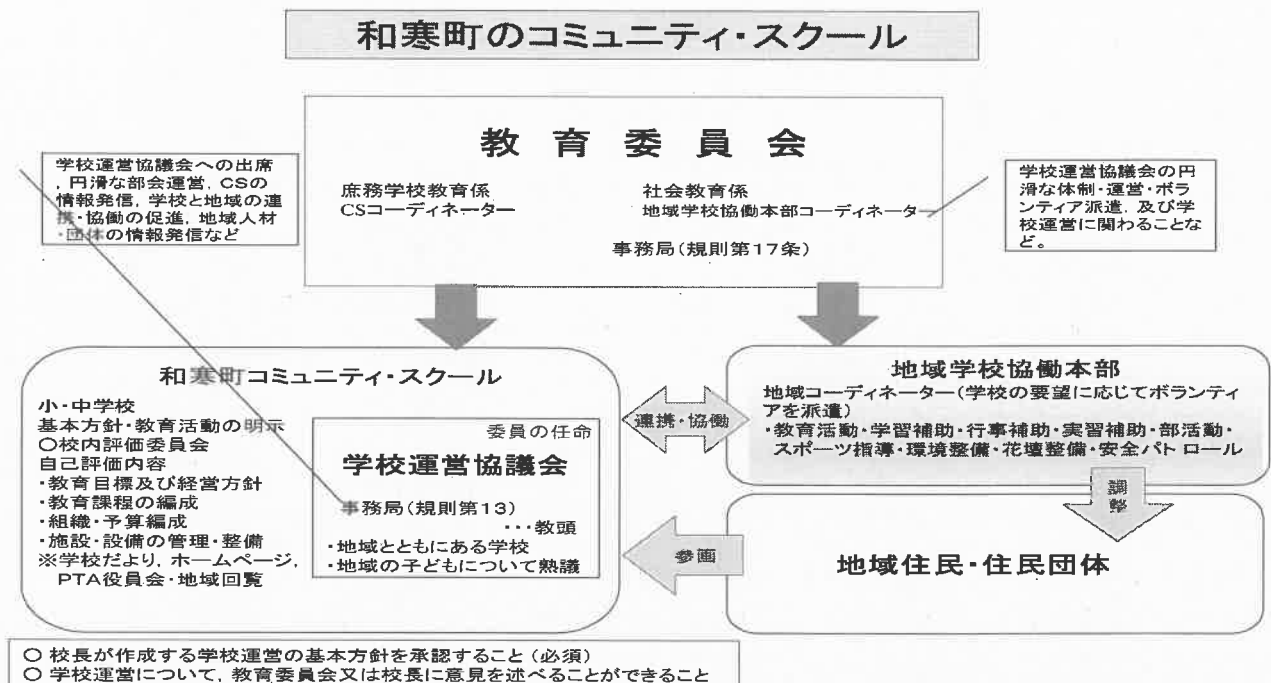 和寒町のコミュニティ・スクール
教育委員会
庶務学校教育係
CSコーディネーター
社会教育係
地域学校協働本部コーディネーター
事務局(規則第17条)
学校運営協議会への出席
,円滑な部会運営,CSの
情報発信,学校と地域の連
携・協働の促進,地域人材
・団体の情報発信など
学校運営協議会の円
滑な体制・運営・ボラ
ンティア派遣,及び学
校運営に関わることな
ど。
和寒町コミュニティ・スクール
小・中学校
基本方針・教育活動の明示
〇校内評価委員会
自己評価内容
・教育目標及び経営方針
・教育課程の編成
・組織・予算編成
・施設・設備の管理・整備
※学校だより,ホームページ,
PTA役員会・地域回覧
委員の任命
学校運営協議会
事務局(規則第13)
・・・教頭
・地域とともにある学校
・地域の子どもについて熟議
連携・協働
参画
地域学校協働本部
地域コーディネーター(学校の要望に応じてボランティ
アを派遣)
・教育活動・学習補助・行事補助・実習補助・部活動・
スポーツ指導・環境整備・花壇整備・安全パトロール
調
整
地域住民・住民団体
〇 校長が作成する学校運営の基本方針を承認すること(必須)
〇 学校運営について,教育委員会又は校長に意見を述べることができること